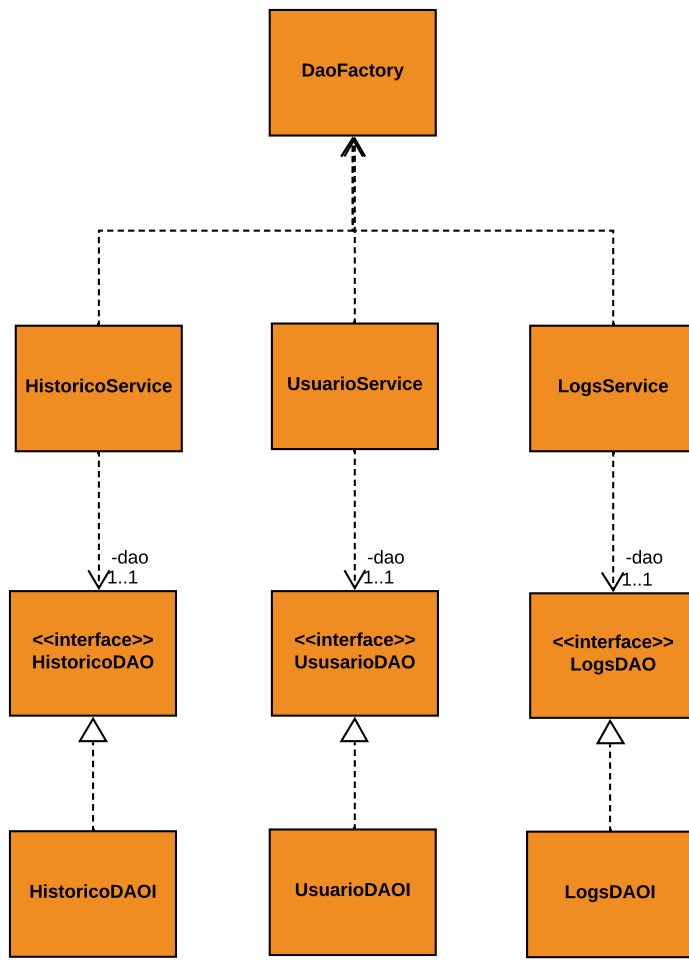 DaoFactory
HistoricoService
UsuarioService
LogsService
-dao
1..1
-dao
1..1
-dao
1..1
<<interface>>
HistoricoDAO
<<interface>>
UsusarioDAO
<<interface>>
LogsDAO
HistoricoDAOI
UsuarioDAOI
LogsDAOI